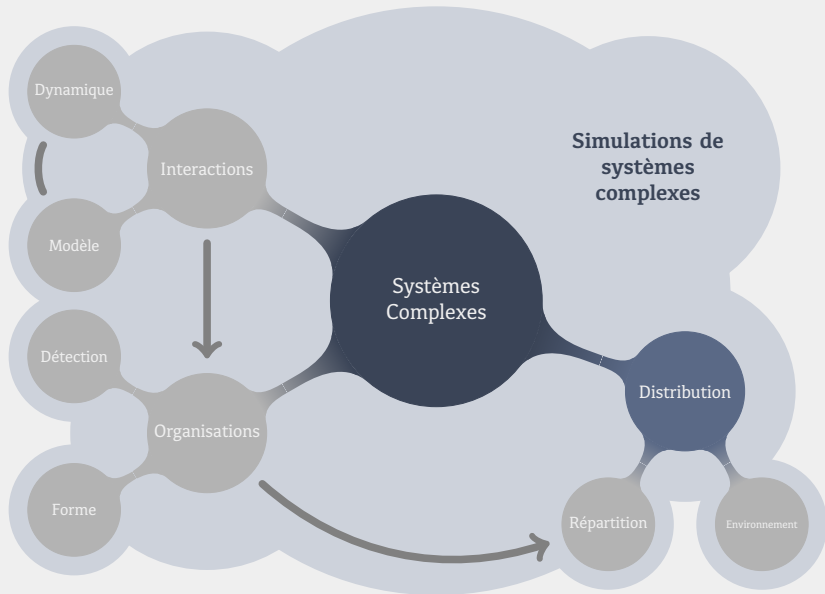 Dynamique
Interactions
Modèle
Simulations de
systèmes
complexes
Systèmes
Complexes
Détection
Organisations
Forme
Distribution
Répartition
Environnement